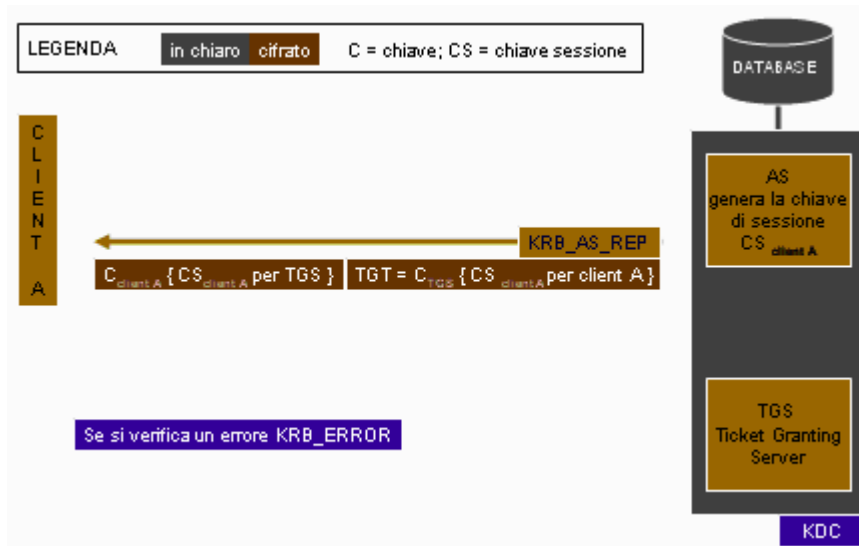 LEGENDA in chiaro cifrato C = chiave; CS = chiave sessione
DATABASE
CLIENT A
AS
genera la chiave
di sessione
CS client A
KRB_AS_REP
C client A { CS client A per TGS } TGT = C TGS { CS client A per client A }
TGS
Ticket Granting
Server
Se si verifica un errore KRB_ERROR
KDC